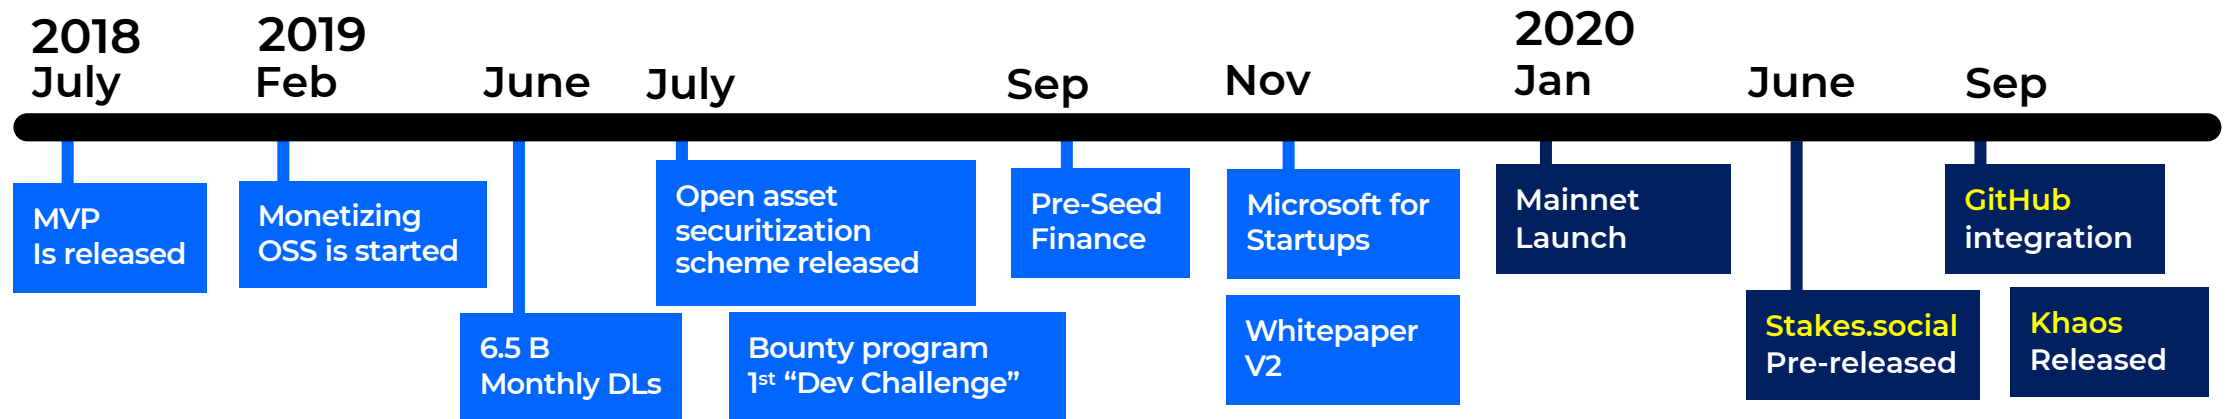 2018
July
2019
Feb
June
July
Sep
Nov
2020
Jan
June
Sep
MVP
Is released
Monetizing
OSS is started
6.5 B
Monthly DLs
Open asset
securitization
scheme released
Bounty program
1st “Dev Challenge”
Pre-Seed
Finance
Microsoft for
Startups
Whitepaper
V2
Mainnet
Launch
Stakes.social
Pre-released
GitHub
integration
Khaos
Released